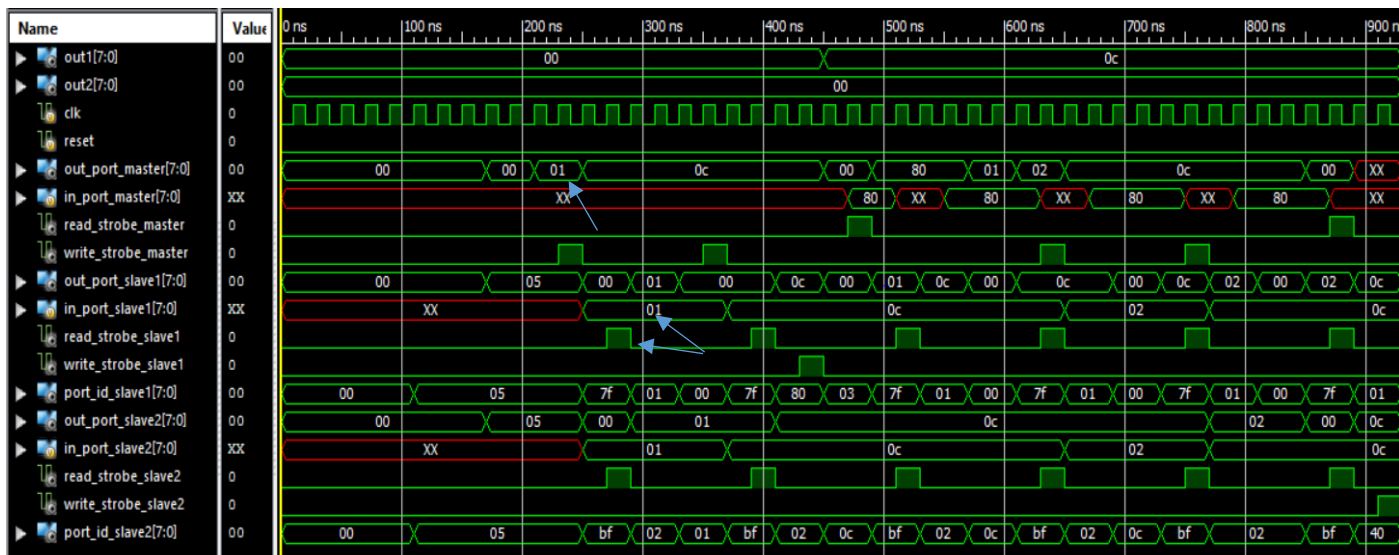 Name Value 0 ns 100 ns 200 ns 300 ns 400 ns 500 ns 600 ns 700 ns 800 ns 900 n
out1[7:0] 00 00 0c
out2[7:0] 00 00
clk 0
reset 0
out_port_master[7:0] 00 00 00 01 0c 00 80 01 02 0c 00 XX
in_port_master[7:0] XX XX 80 XX 80 XX 80 XX 80 XX
read_strobe_master 0
write_strobe_master 0
out_port_slave1[7:0] 00 00 05 00 01 00 0c 00 01 0c 00 0c 00 0c 02 00 02 0c
in_port_slave1[7:0] XX XX 01 0c 02 0c
read_strobe_slave1 0
write_strobe_slave1 0
port_id_slave1[7:0] 00 00 05 7f 01 00 7f 80 03 7f 01 00 7f 01 00 7f 01 00 7f 01
out_port_slave2[7:0] 00 00 05 00 01 0c 02 00 0c
in_port_slave2[7:0] XX XX 01 0c 02 0c
read_strobe_slave2 0
write_strobe_slave2 0
port_id_slave2[7:0] 00 00 05 bf 02 01 bf 02 0c bf 02 0c bf 02 0c bf 02 bf 40